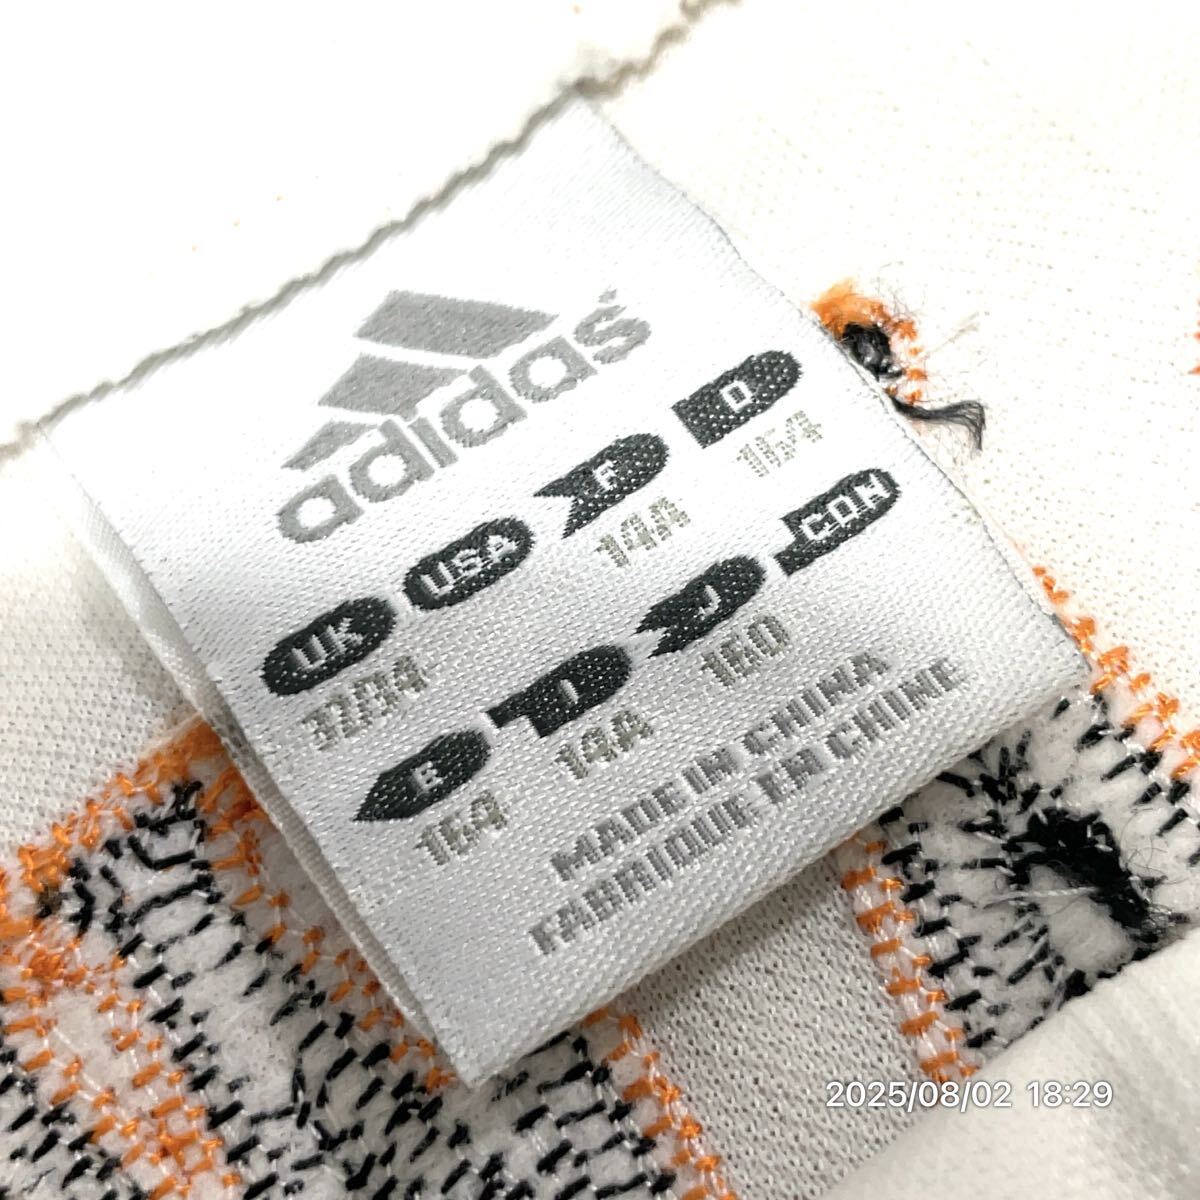 adidas
UK USA F D
32/34 14A 164
E I J CDN
164 14A 160
MADE IN CHINA
FABRIQUE EN CHINE
2025/08/02 18:29